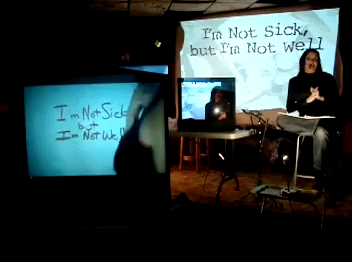 I'm Not Sick,
but I'm Not Well
I'm Not Sick
but
I'm Not Well